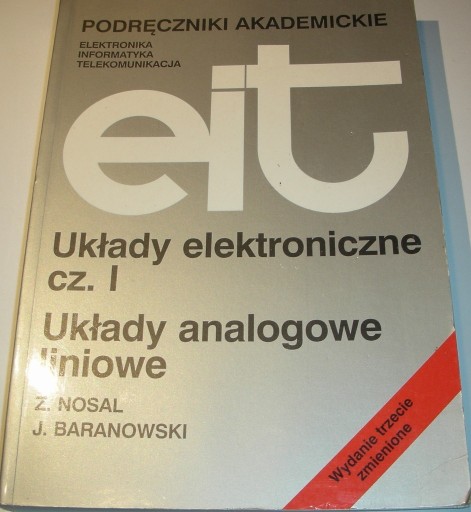 PODRĘCZNIKI AKADEMICKIE
ELEKTRONIKA
INFORMATYKA
TELEKOMUNIKACJA
eit
Układy elektroniczne
cz. I
Układy analogowe
liniowe
Z. NOSAL
J. BARANOWSKI
Wydanie trzecie
zmienione